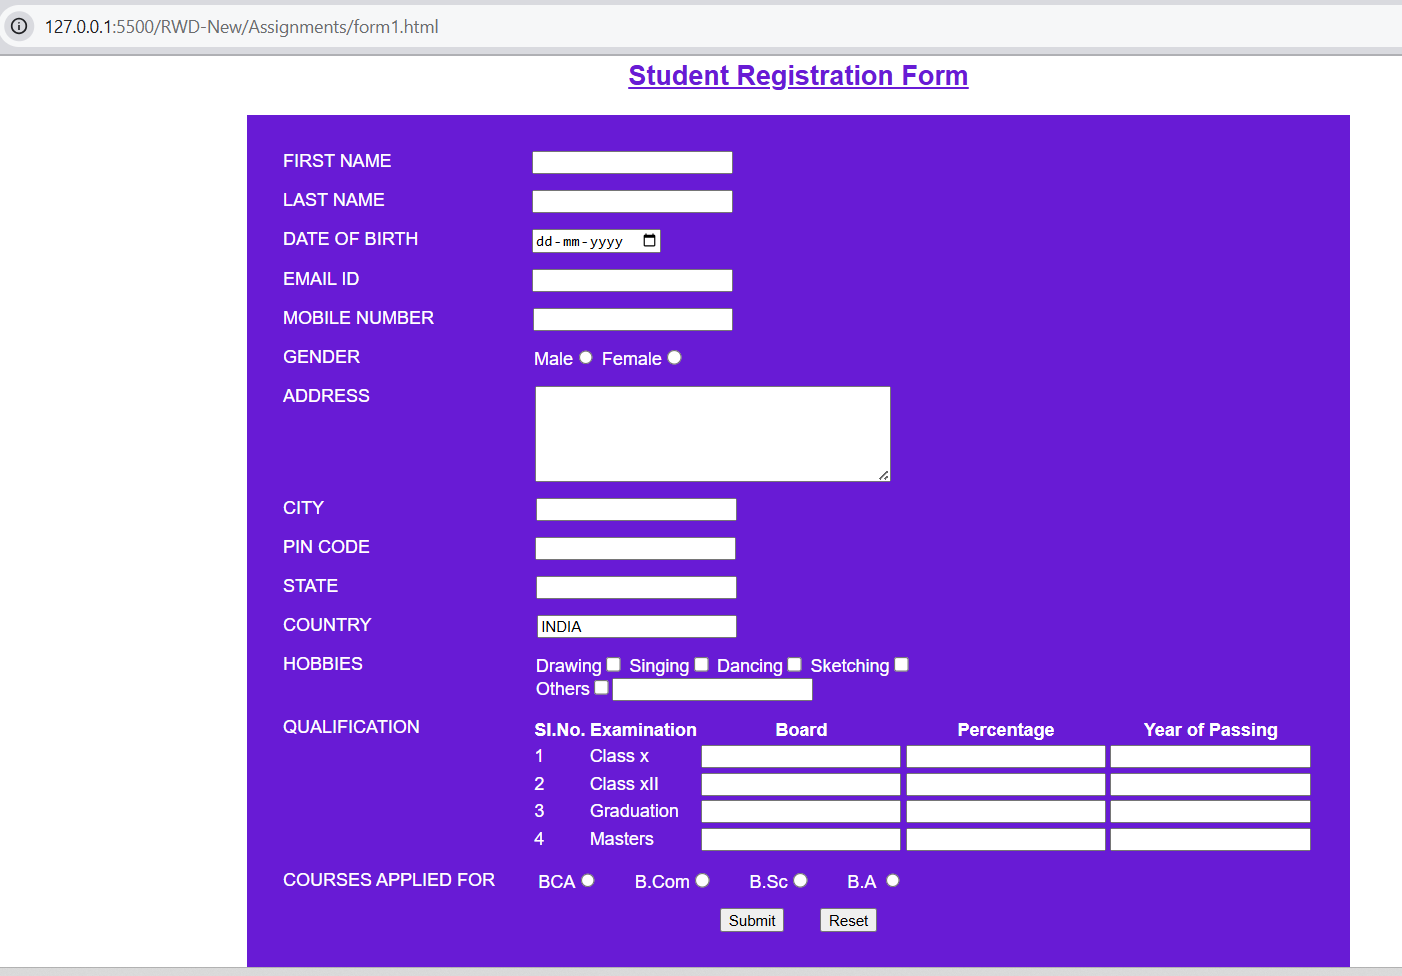 127.0.0.1:5500/RWD-New/Assignments/form1.html
Student Registration Form
FIRST NAME
LAST NAME
DATE OF BIRTH dd-mm-yyyy
EMAIL ID
MOBILE NUMBER
GENDER Male Female
ADDRESS
CITY
PIN CODE
STATE
COUNTRY INDIA
HOBBIES Drawing Singing Dancing Sketching
Others
QUALIFICATION Sl.No. Examination Board Percentage Year of Passing
1 Class x
2 Class xII
3 Graduation
4 Masters
COURSES APPLIED FOR BCA B.Com B.Sc B.A
Submit Reset